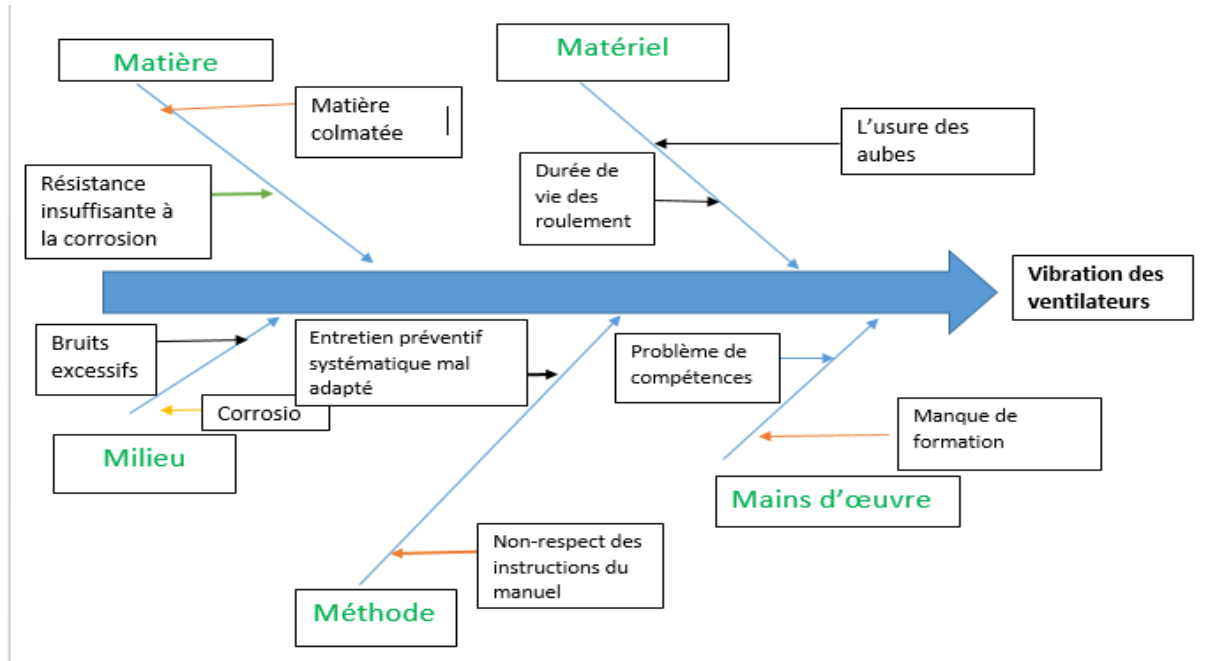 Matière
Matériel
Matière
colmatée
L'usure des
aubes
Résistance
insuffisante à
la corrosion
Durée de
vie des
roulement
Vibration des
ventilateurs
Bruits
excessifs
Entretien préventif
systématique mal
adapté
Problème de
compétences
Corrosio
Manque de
formation
Milieu
Mains d'œuvre
Non-respect des
instructions du
manuel
Méthode